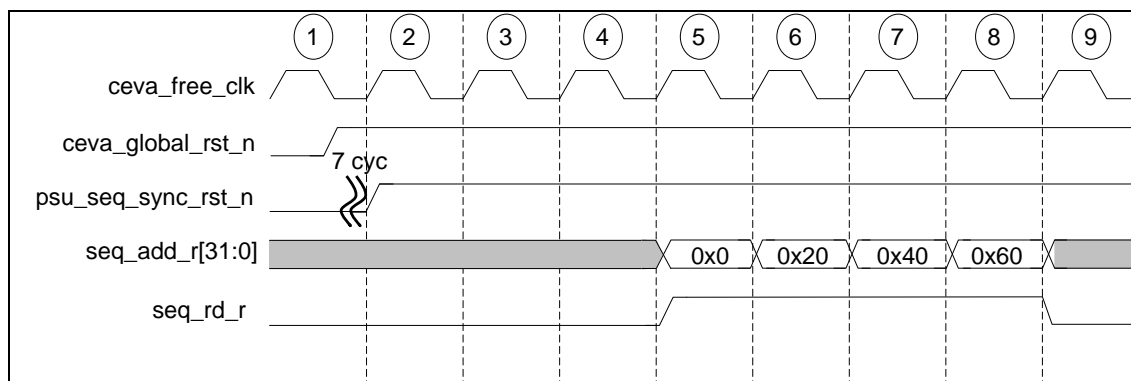 1 2 3 4 5 6 7 8 9
ceva_free_clk
ceva_global_rst_n
7 cyc
psu_seq_sync_rst_n
seq_add_r[31:0] 0x0 0x20 0x40 0x60
seq_rd_r